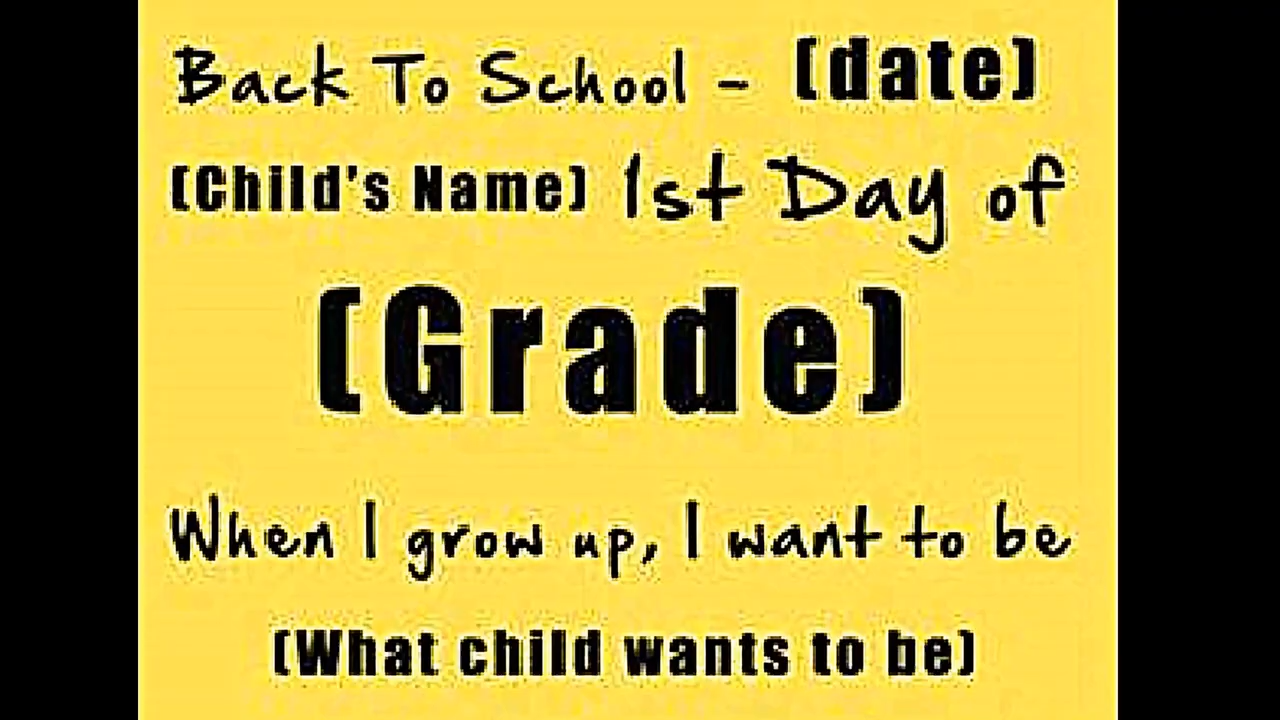 Back To School - (date)
(Child's Name) 1st Day of
(Grade)
When I grow up, I want to be
(What child wants to be)